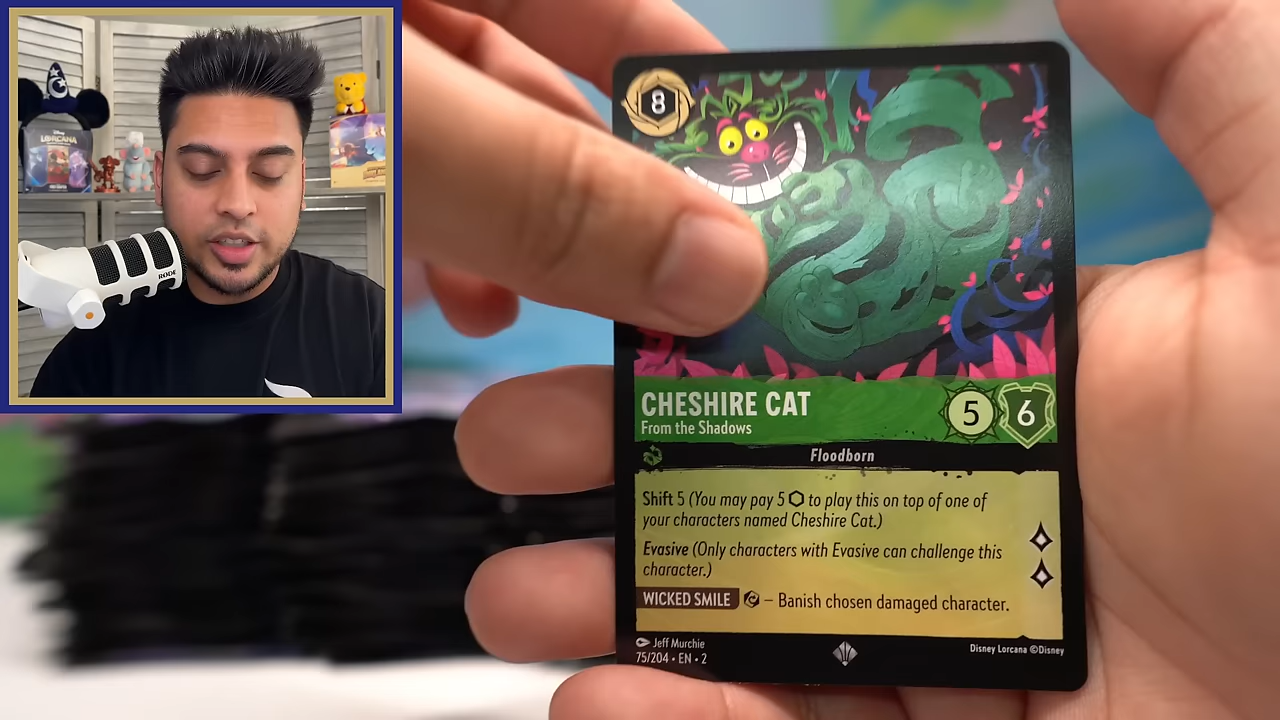 LORCANA
RØDE
8
CHESHIRE CAT
From the Shadows
5
6
Floodborn
Shift 5 (You may pay 5 to play this on top of one of
your characters named Cheshire Cat.)
Evasive (Only characters with Evasive can challenge this
character.)
WICKED SMILE – Banish chosen damaged character.
Jeff Murchie
75/204 • EN • 2
Disney Lorcana ©Disney